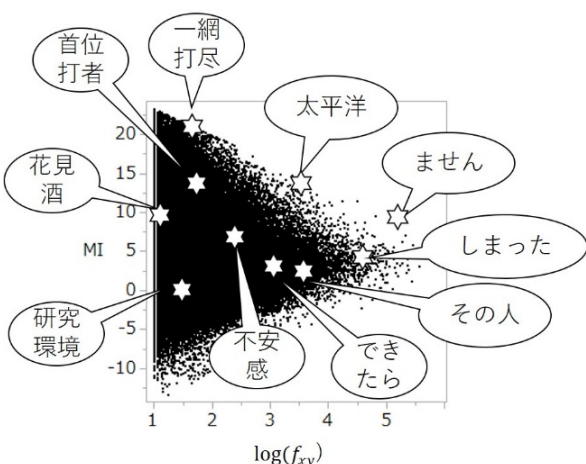 一網
打尽
首位
打者
太平洋
花見
酒
ません
しまった
その人
できたら
不安
感
研究
環境
MI
20
15
10
5
0
-5
-10
1 2 3 4 5
log(fxy)